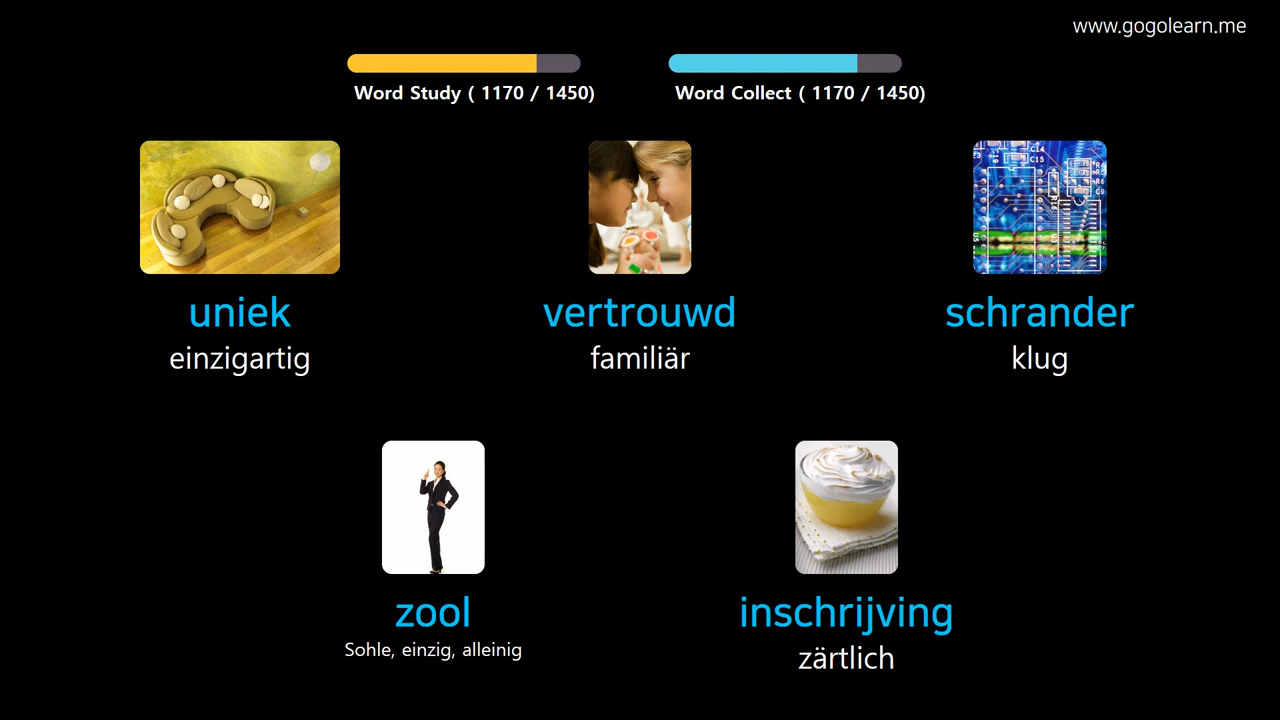 www.gogolearn.me
Word Study ( 1170 / 1450)
Word Collect ( 1170 / 1450)
uniek
einzigartig
vertrouwd
familiär
schrander
klug
zool
Sohle, einzig, alleinig
inschrijving
zärtlich